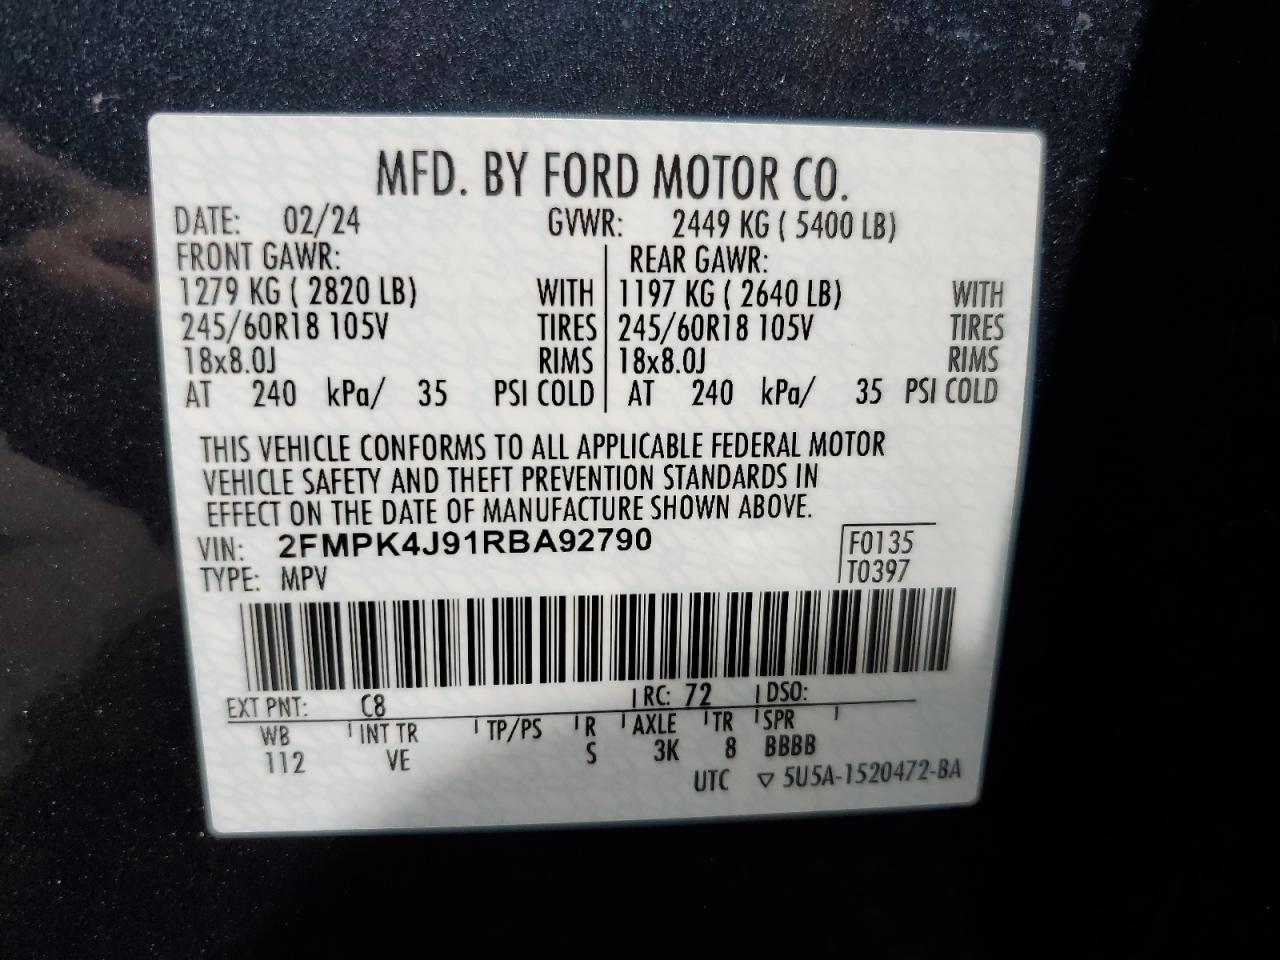 MFD. BY FORD MOTOR CO.
DATE: 02/24 GVWR: 2449 KG ( 5400 LB)
FRONT GAWR: REAR GAWR:
1279 KG ( 2820 LB) WITH 1197 KG ( 2640 LB) WITH
245/60R18 105V TIRES 245/60R18 105V TIRES
18x8.0J RIMS 18x8.0J RIMS
AT 240 kPa/ 35 PSI COLD AT 240 kPa/ 35 PSI COLD
THIS VEHICLE CONFORMS TO ALL APPLICABLE FEDERAL MOTOR
VEHICLE SAFETY AND THEFT PREVENTION STANDARDS IN
EFFECT ON THE DATE OF MANUFACTURE SHOWN ABOVE.
VIN: 2FMPK4J91RBA92790 F0135
TYPE: MPV T0397
EXT PNT: C8 RC: 72 DSO:
WB INT TR TP/PS R AXLE TR SPR
112 VE S 3K 8 BBBB
UTC ▽ 5U5A-1520472-BA